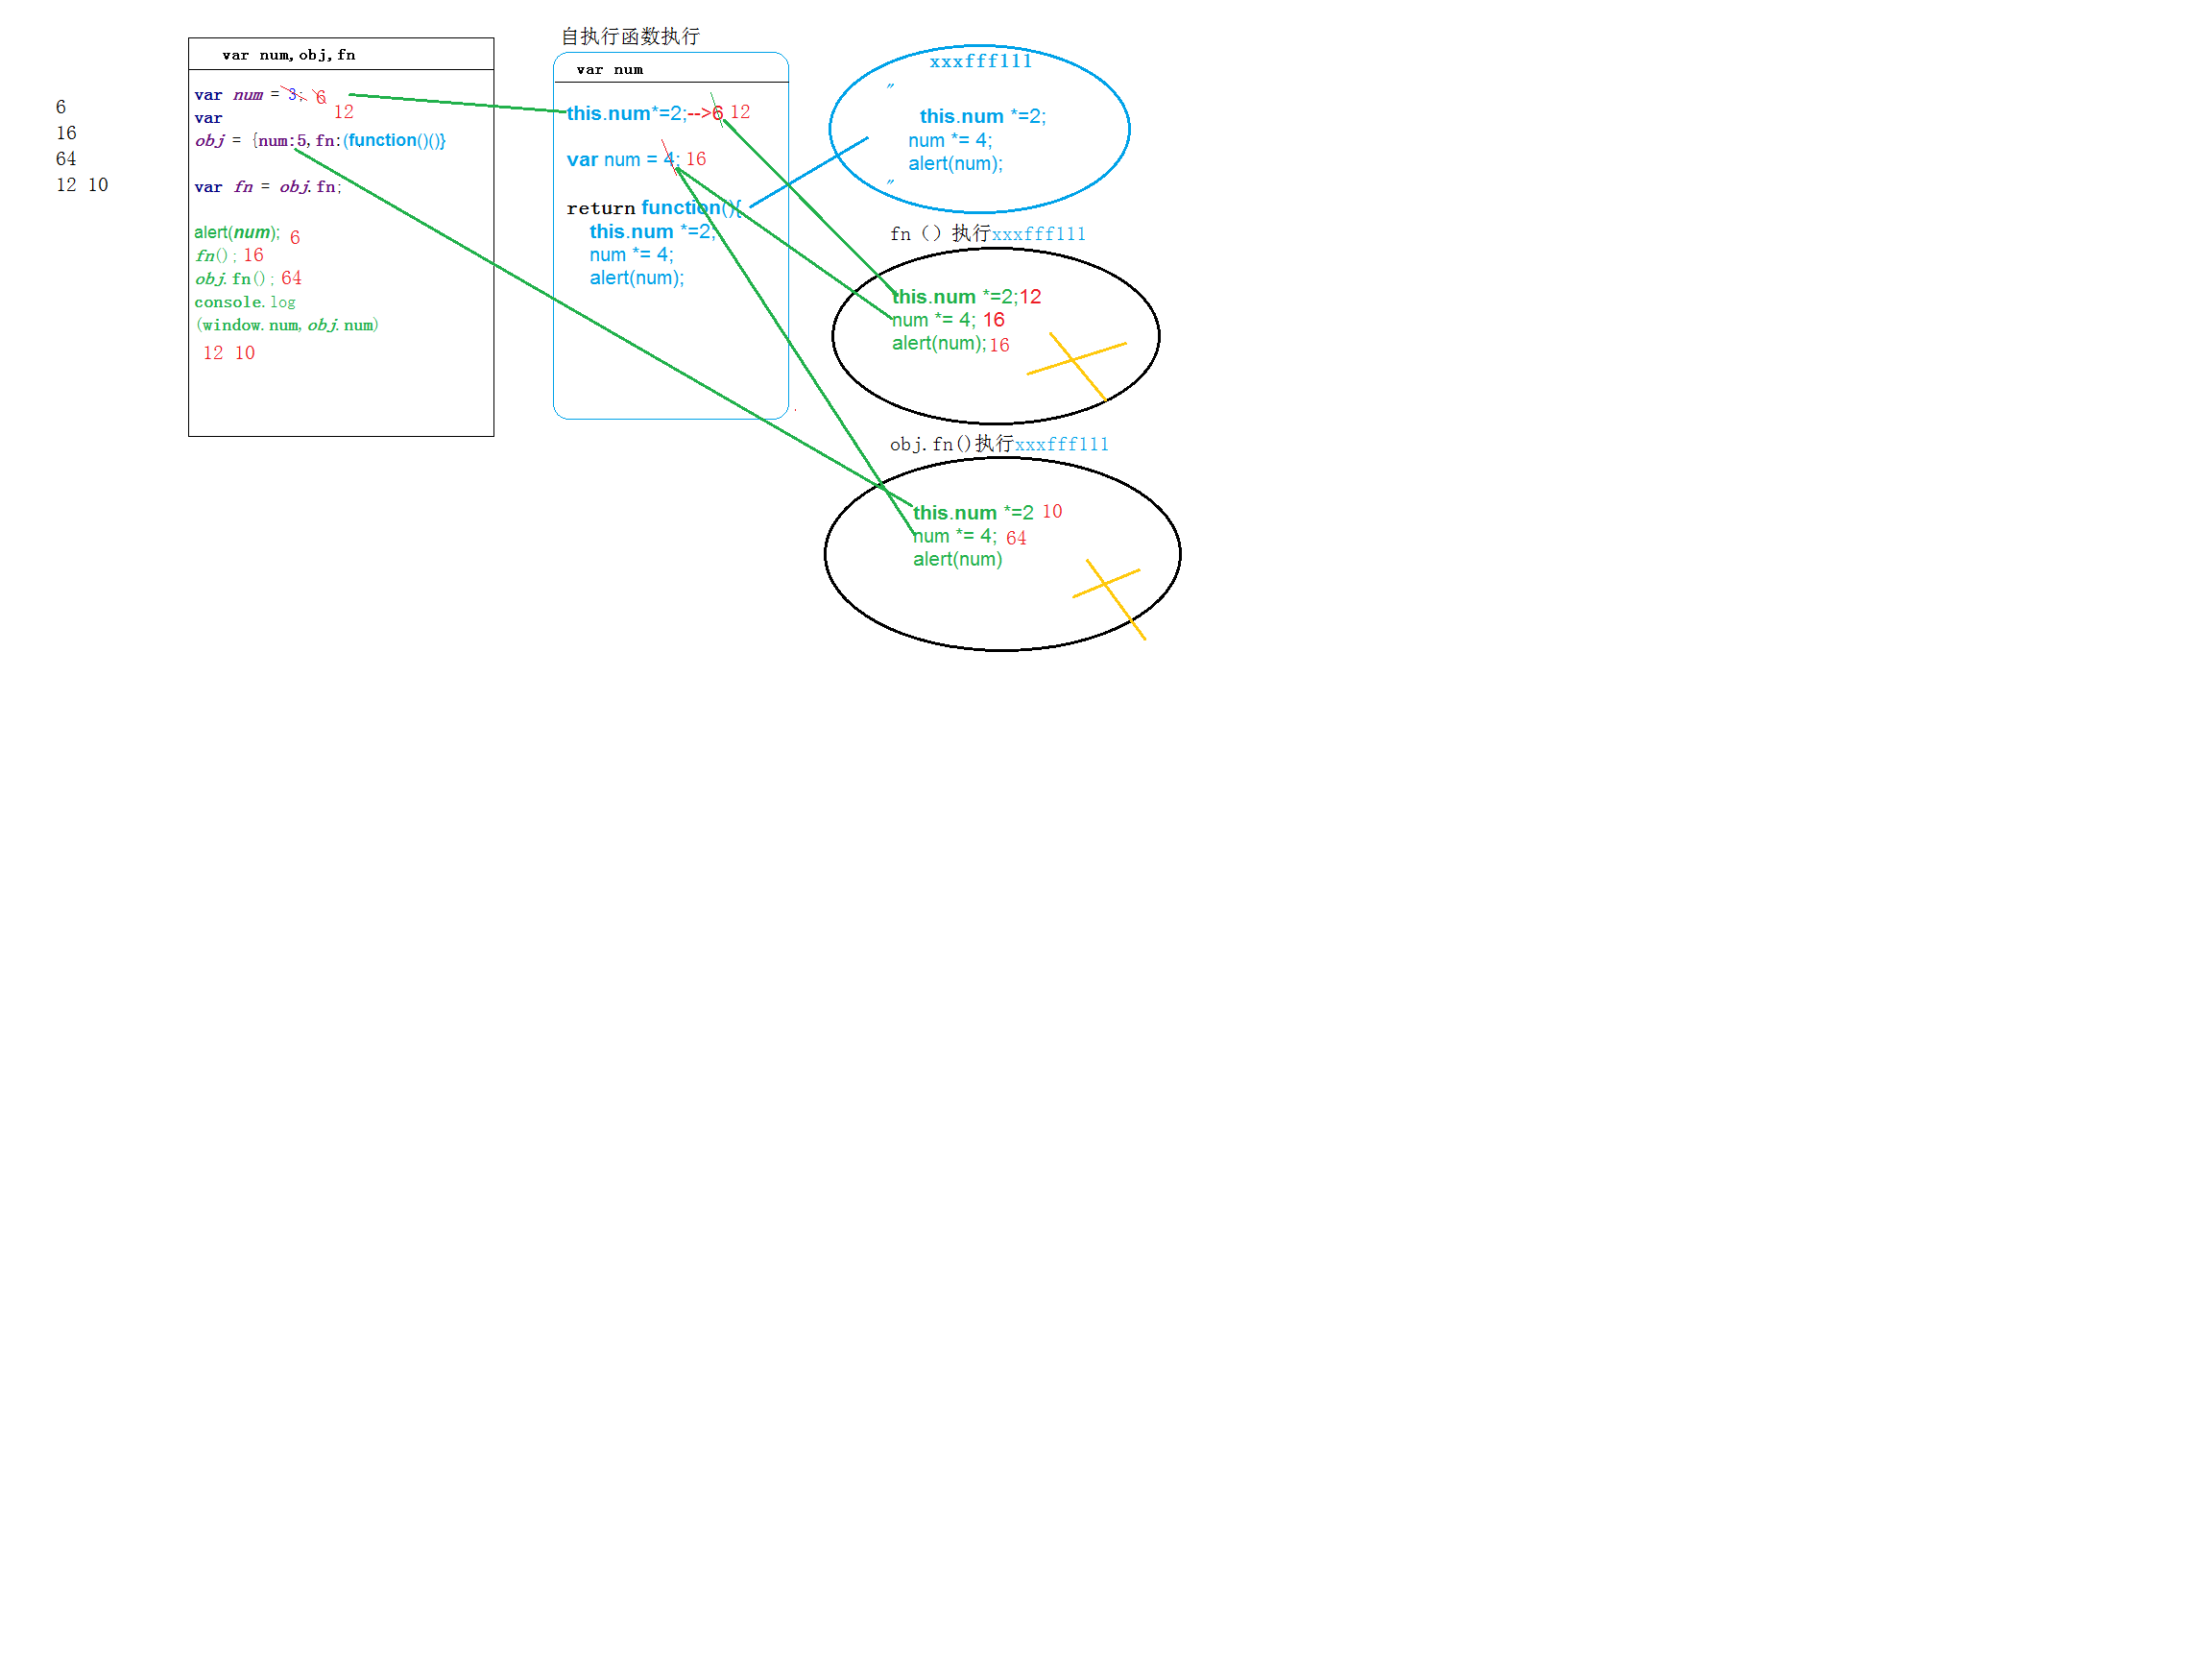 6
16
64
12 10
var num,obj,fn
var num = 3; 6
12
var
obj = {num:5,fn:(function()()}
var fn = obj.fn;
alert(num); 6
fn(); 16
obj.fn(); 64
console.log
(window.num,obj.num)
12 10
自执行函数执行
var num
this.num*=2;-->6 12
var num = 4; 16
return function(){
this.num *=2;
num *= 4;
alert(num);
xxxfff111
"
this.num *=2;
num *= 4;
alert(num);
"
fn（）执行xxxfff111
this.num *=2;12
num *= 4; 16
alert(num);16
obj.fn()执行xxxfff111
this.num *=2 10
num *= 4; 64
alert(num)